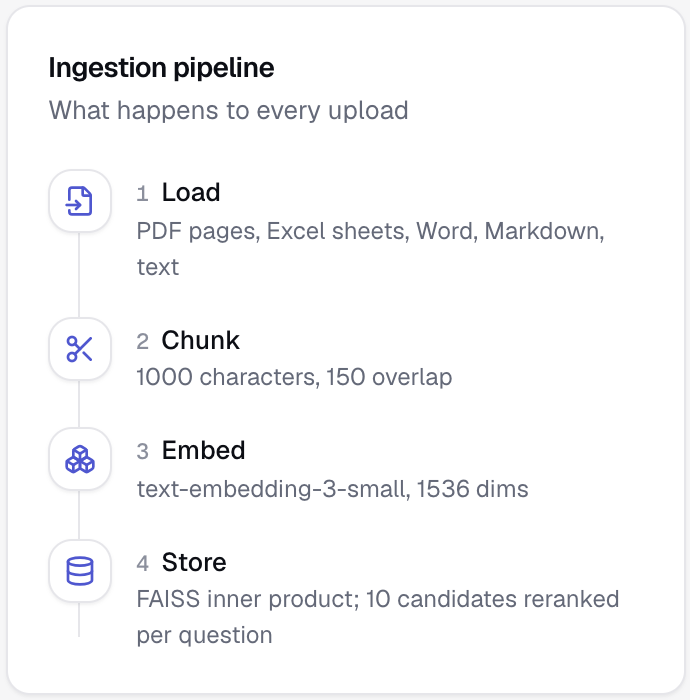 Ingestion pipeline
What happens to every upload
1 Load
PDF pages, Excel sheets, Word, Markdown,
text
2 Chunk
1000 characters, 150 overlap
3 Embed
text-embedding-3-small, 1536 dims
4 Store
FAISS inner product; 10 candidates reranked
per question